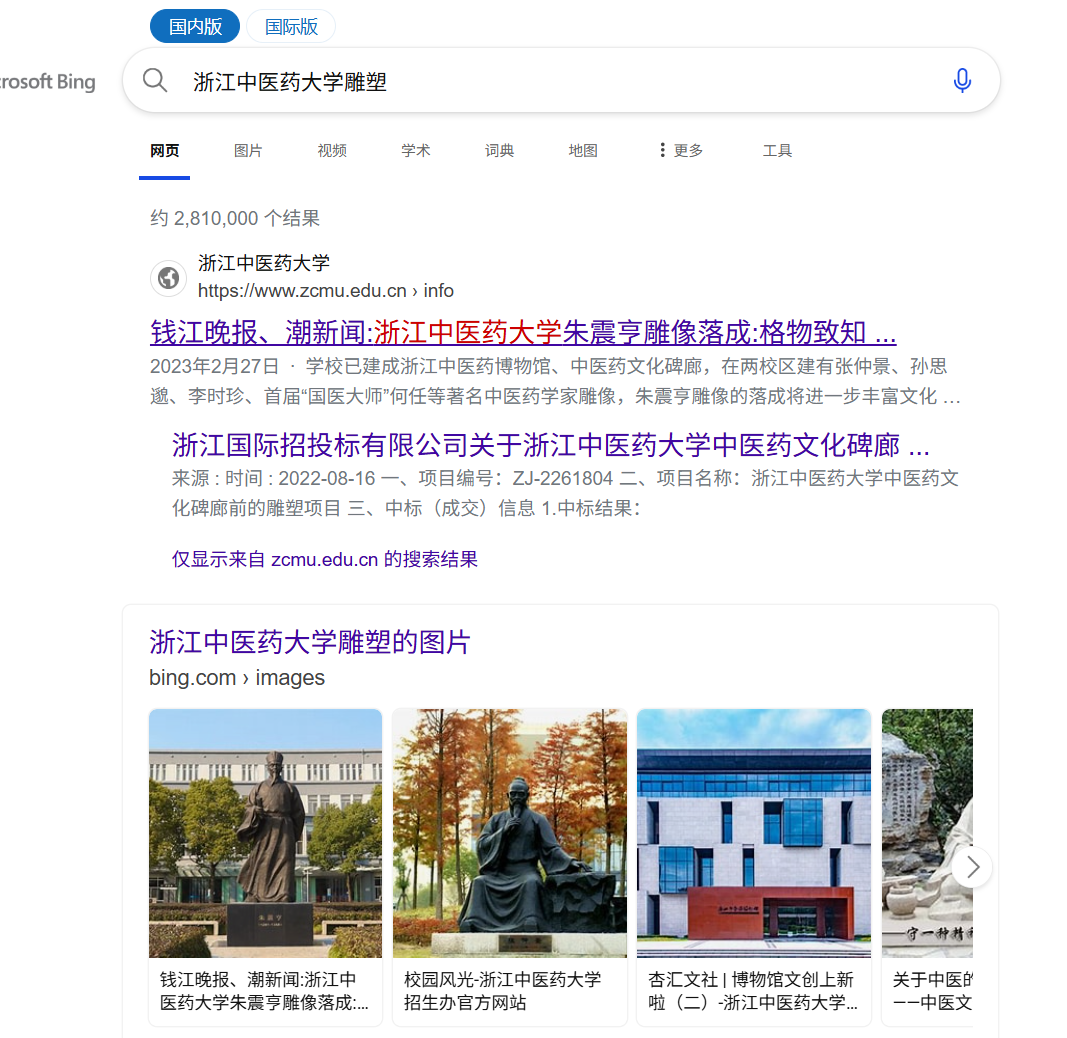 国内版 国际版
rosoft Bing
浙江中医药大学雕塑
网页 图片 视频 学术 词典 地图 更多 工具
约 2,810,000 个结果
浙江中医药大学
https://www.zcmu.edu.cn › info
钱江晚报、潮新闻:浙江中医药大学朱震亨雕像落成:格物致知 ...
2023年2月27日 · 学校已建成浙江中医药博物馆、中医药文化碑廊，在两校区建有张仲景、孙思
邈、李时珍、首届“国医大师”何任等著名中医药学家雕像，朱震亨雕像的落成将进一步丰富文化 …
浙江国际招投标有限公司关于浙江中医药大学中医药文化碑廊 ...
来源 : 时间 : 2022-08-16 一、项目编号：ZJ-2261804 二、项目名称：浙江中医药大学中医药文
化碑廊前的雕塑项目 三、中标（成交）信息 1.中标结果：
仅显示来自 zcmu.edu.cn 的搜索结果
浙江中医药大学雕塑的图片
bing.com › images
朱震亨
守一种精神
钱江晚报、潮新闻:浙江中
医药大学朱震亨雕像落成:...
校园风光-浙江中医药大学
招生办官方网站
杏汇文社 | 博物馆文创上新
啦（二）-浙江中医药大学...
关于中医的
——中医文